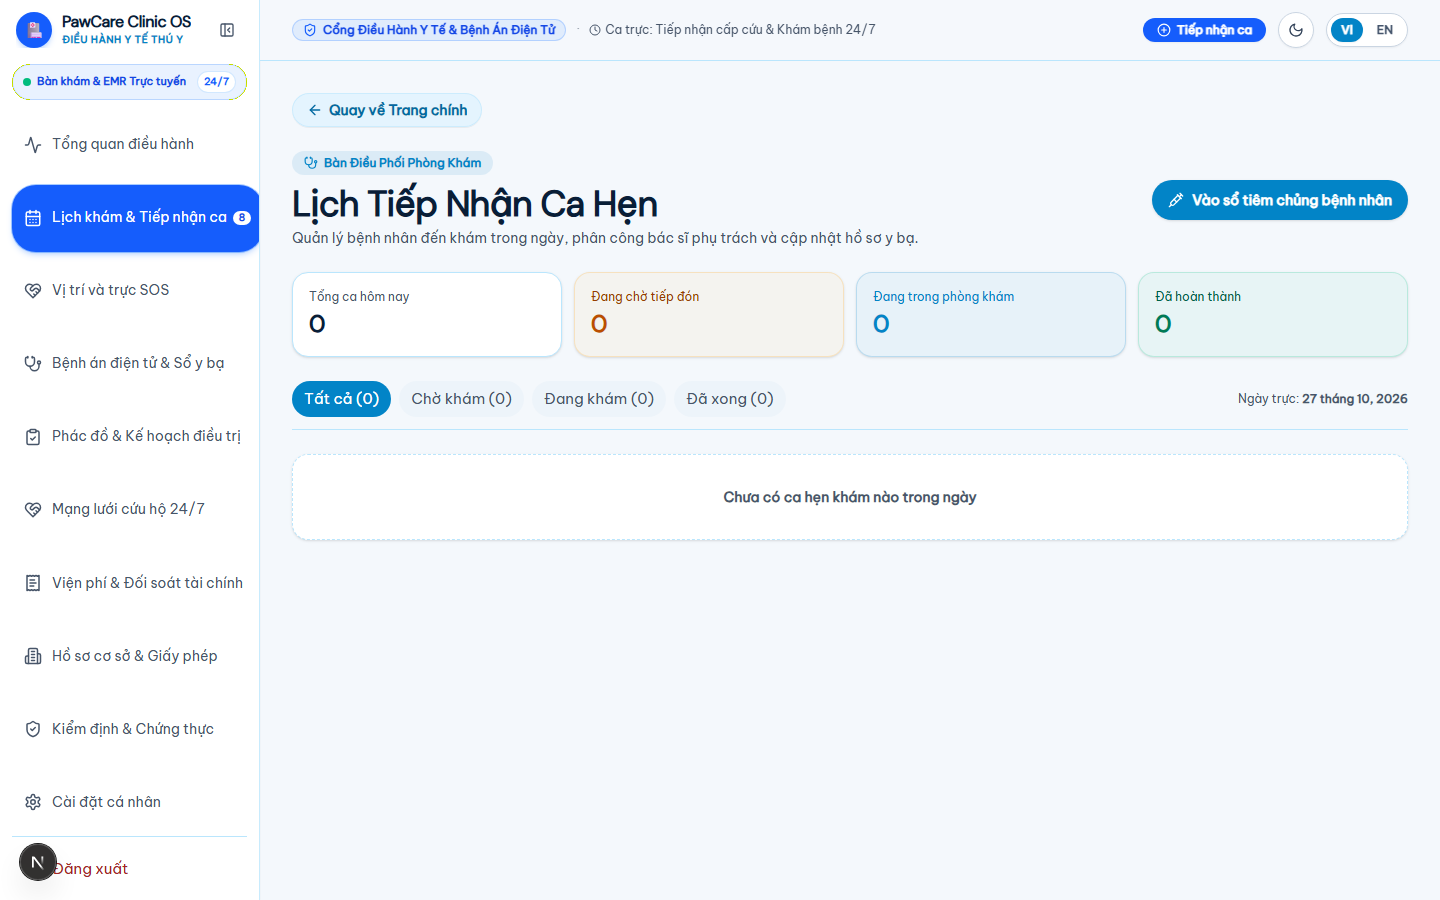 PawCare Clinic OS
ĐIỀU HÀNH Y TẾ THÚ Y
Bàn khám & EMR Trực tuyến 24/7
Tổng quan điều hành
Lịch khám & Tiếp nhận ca 8
Vị trí và trực SOS
Bệnh án điện tử & Sổ y bạ
Phác đồ & Kế hoạch điều trị
Mạng lưới cứu hộ 24/7
Viện phí & Đối soát tài chính
Hồ sơ cơ sở & Giấy phép
Kiểm định & Chứng thực
Cài đặt cá nhân
N
Đăng xuất
Cổng Điều Hành Y Tế & Bệnh Án Điện Tử · Ca trực: Tiếp nhận cấp cứu & Khám bệnh 24/7
Tiếp nhận ca
VI EN
Quay về Trang chính
Bàn Điều Phối Phòng Khám
Lịch Tiếp Nhận Ca Hẹn
Quản lý bệnh nhân đến khám trong ngày, phân công bác sĩ phụ trách và cập nhật hồ sơ y bạ.
Vào sổ tiêm chủng bệnh nhân
Tổng ca hôm nay
0
Đang chờ tiếp đón
0
Đang trong phòng khám
0
Đã hoàn thành
0
Tất cả (0) Chờ khám (0) Đang khám (0) Đã xong (0)
Ngày trực: 27 tháng 10, 2026
Chưa có ca hẹn khám nào trong ngày